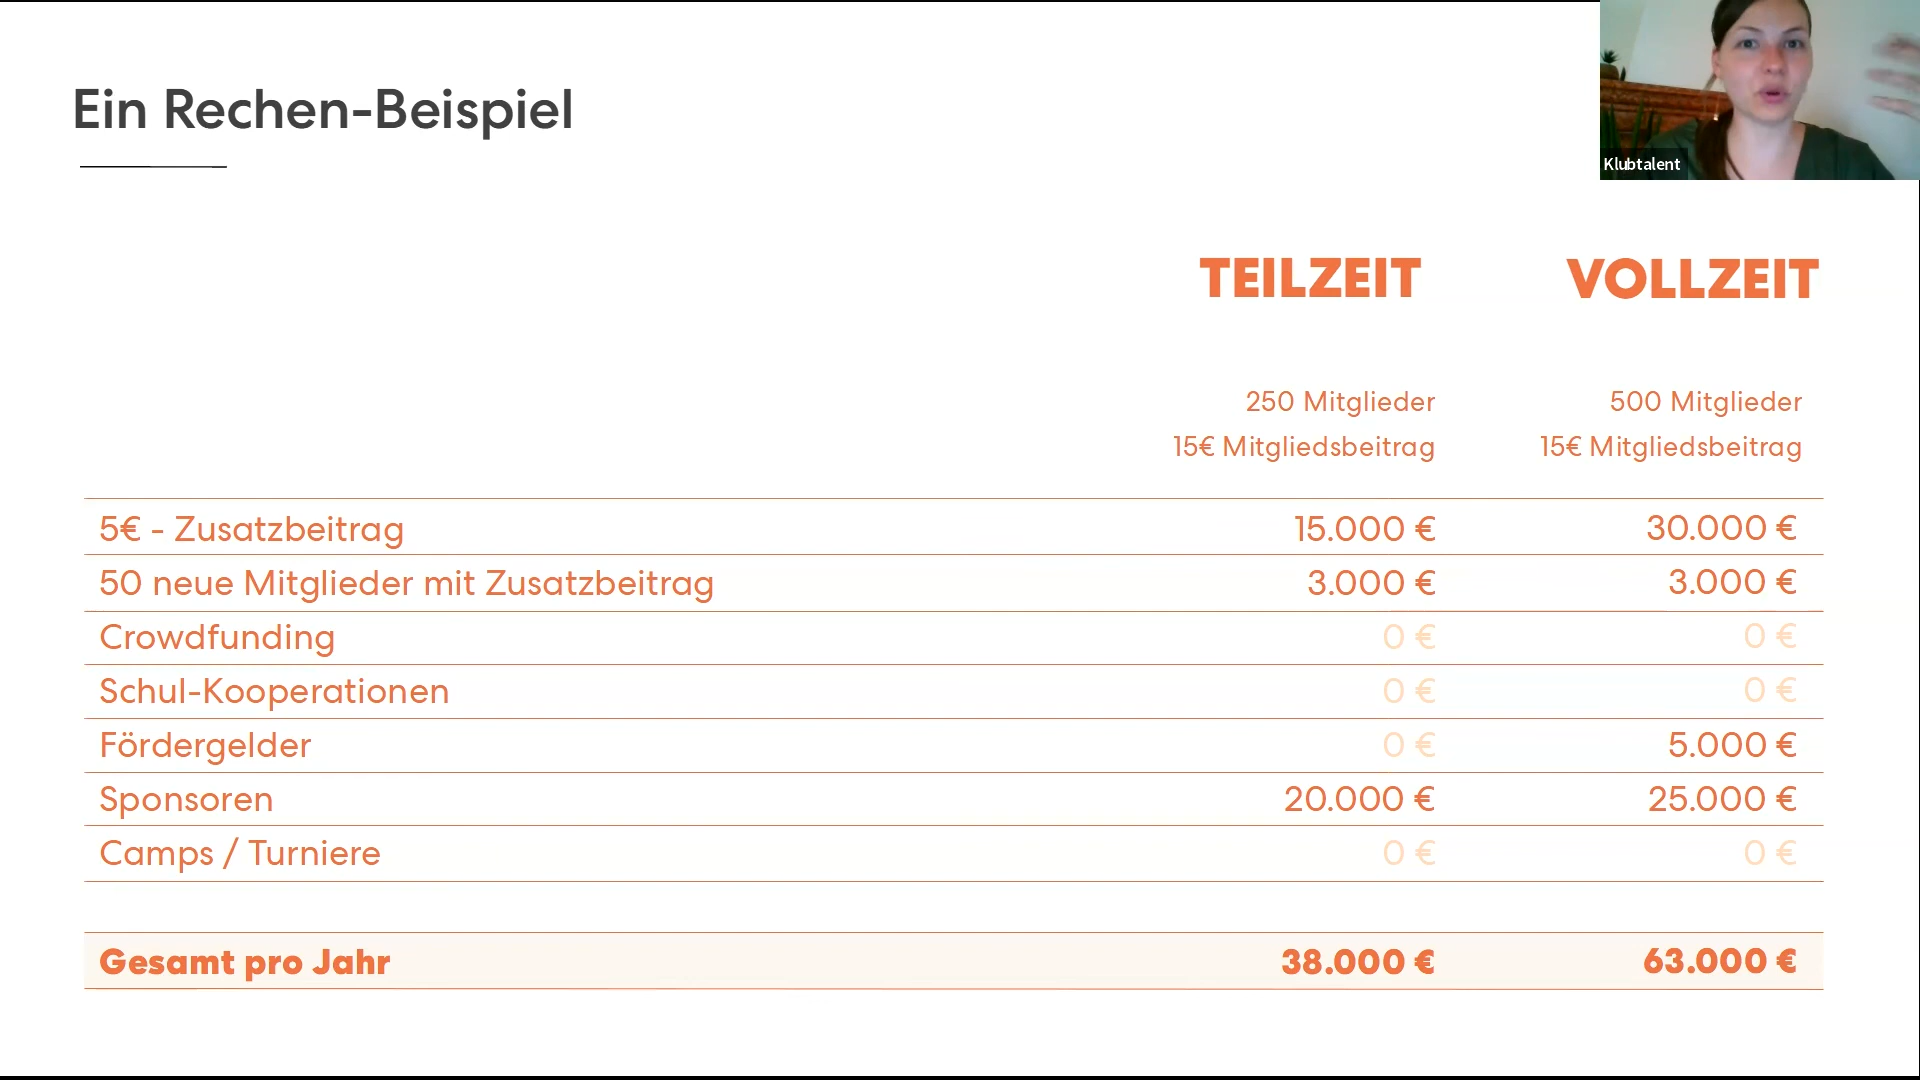 Ein Rechen-Beispiel
Klubtalent
TEILZEIT VOLLZEIT
250 Mitglieder 500 Mitglieder
15€ Mitgliedsbeitrag 15€ Mitgliedsbeitrag
5€ - Zusatzbeitrag 15.000 € 30.000 €
50 neue Mitglieder mit Zusatzbeitrag 3.000 € 3.000 €
Crowdfunding 0 € 0 €
Schul-Kooperationen 0 € 0 €
Fördergelder 0 € 5.000 €
Sponsoren 20.000 € 25.000 €
Camps / Turniere 0 € 0 €
Gesamt pro Jahr 38.000 € 63.000 €